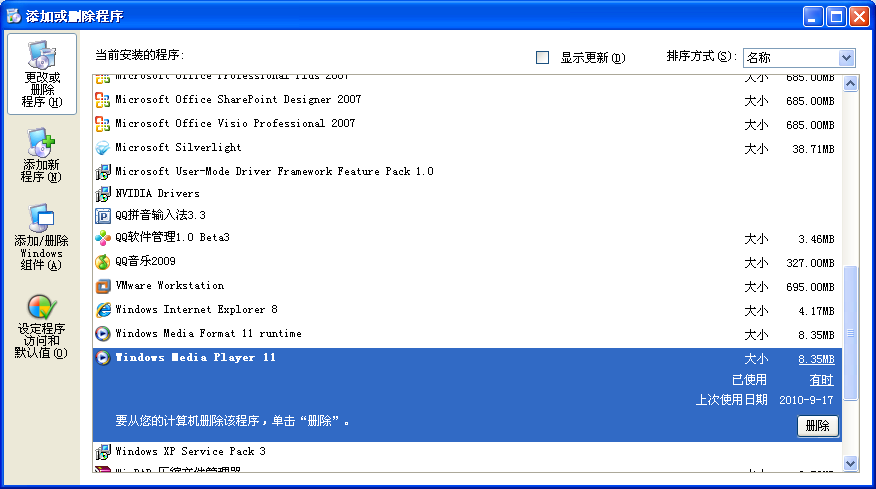 添加或删除程序
更改或
删除
程序(H)
添加新
程序(N)
添加/删除
Windows
组件(A)
设定程序
访问和
默认值(O)
当前安装的程序:
显示更新(D)
排序方式(S):
名称
Microsoft Office Professional Plus 2007 大小 685.00MB
Microsoft Office SharePoint Designer 2007 大小 685.00MB
Microsoft Office Visio Professional 2007 大小 685.00MB
Microsoft Silverlight 大小 38.71MB
Microsoft User-Mode Driver Framework Feature Pack 1.0
NVIDIA Drivers
QQ拼音输入法3.3
QQ软件管理1.0 Beta3 大小 3.46MB
QQ音乐2009 大小 327.00MB
VMware Workstation 大小 695.00MB
Windows Internet Explorer 8 大小 4.17MB
Windows Media Format 11 runtime 大小 8.35MB
Windows Media Player 11 大小 8.35MB
已使用 有时
上次使用日期 2010-9-17
要从您的计算机删除该程序，单击“删除”。
删除
Windows XP Service Pack 3
WinRAR 压缩文件管理器 大小